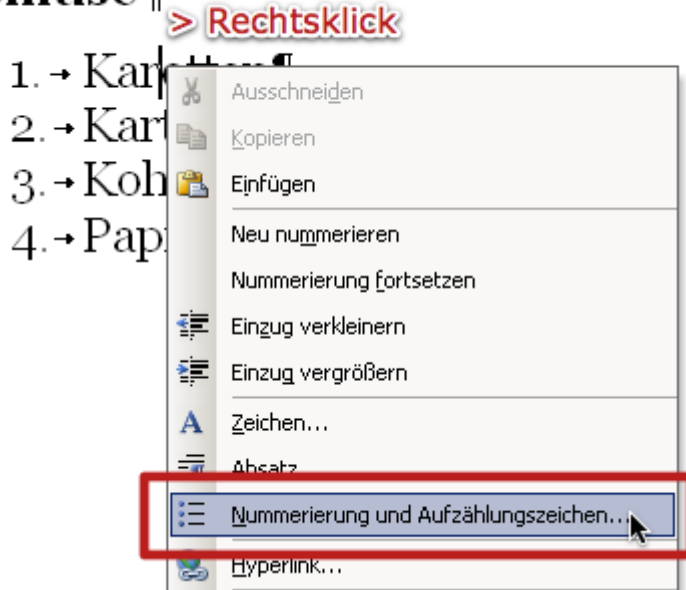 > Rechtsklick
1. Kar
2. Kart
3. Koh
4. Pap
Ausschneiden
Kopieren
Einfügen
Neu nummerieren
Nummerierung fortsetzen
Einzug verkleinern
Einzug vergrößern
Zeichen...
Absatz
Nummerierung und Aufzählungszeichen...
Hyperlink...